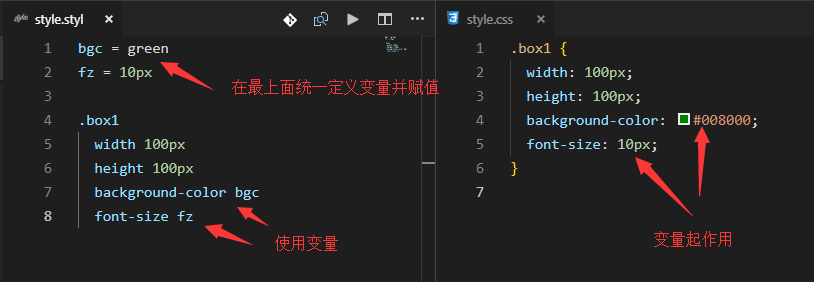 style.styl
1 bgc = green
2 fz = 10px
3
4 .box1
5 width 100px
6 height 100px
7 background-color bgc
8 font-size fz
在最上面统一定义变量并赋值
使用变量
style.css
1 .box1 {
2 width: 100px;
3 height: 100px;
4 background-color: #008000;
5 font-size: 10px;
6 }
7
变量起作用